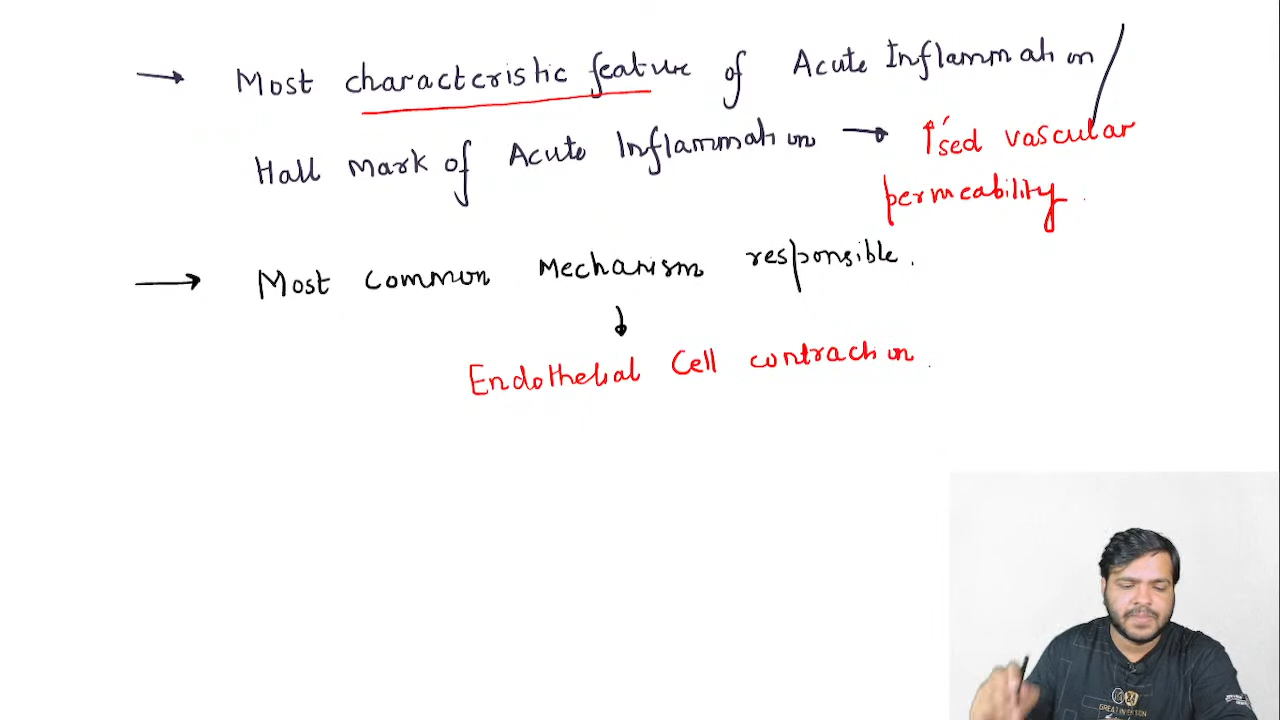 → Most characteristic feature of Acute Inflammation/
Hall mark of Acute Inflammation → ↑'sed vascular
permeability.
→ Most common Mechanism responsible.
↓
Endothelial Cell contraction.